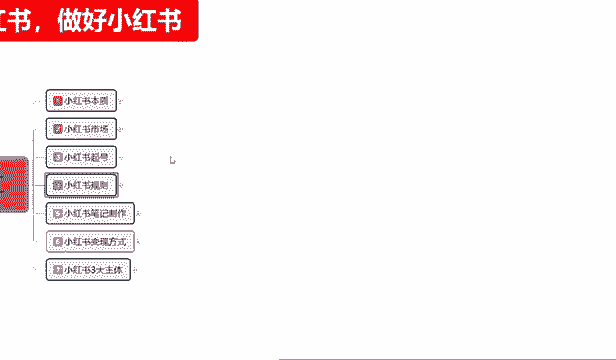 红书，做好小红书
1 小红书本质
2 小红书市场
3 小红书起号
4 小红书规则
5 小红书笔记制作
6 小红书变现方式
7 小红书3大主体